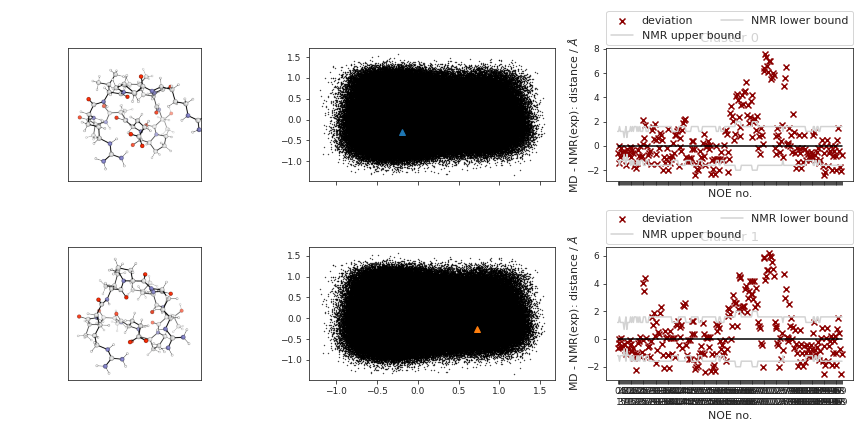 deviation
NMR lower bound
NMR upper bound
Cluster 0
MD - NMR(exp): distance / Å
8
6
4
2
0
−2
NOE no.
1.5
1.0
0.5
0.0
−0.5
−1.0
deviation
NMR lower bound
NMR upper bound
Cluster 1
MD - NMR(exp): distance / Å
6
4
2
0
−2
NOE no.
1.5
1.0
0.5
0.0
−0.5
−1.0
−1.0 −0.5 0.0 0.5 1.0 1.5